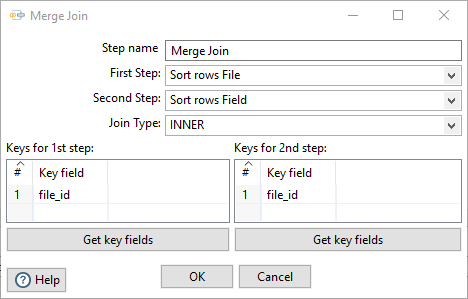 Merge Join
Step name Merge Join
First Step: Sort rows File
Second Step: Sort rows Field
Join Type: INNER
Keys for 1st step: Keys for 2nd step:
# Key field # Key field
1 file_id 1 file_id
Get key fields Get key fields
? Help OK Cancel